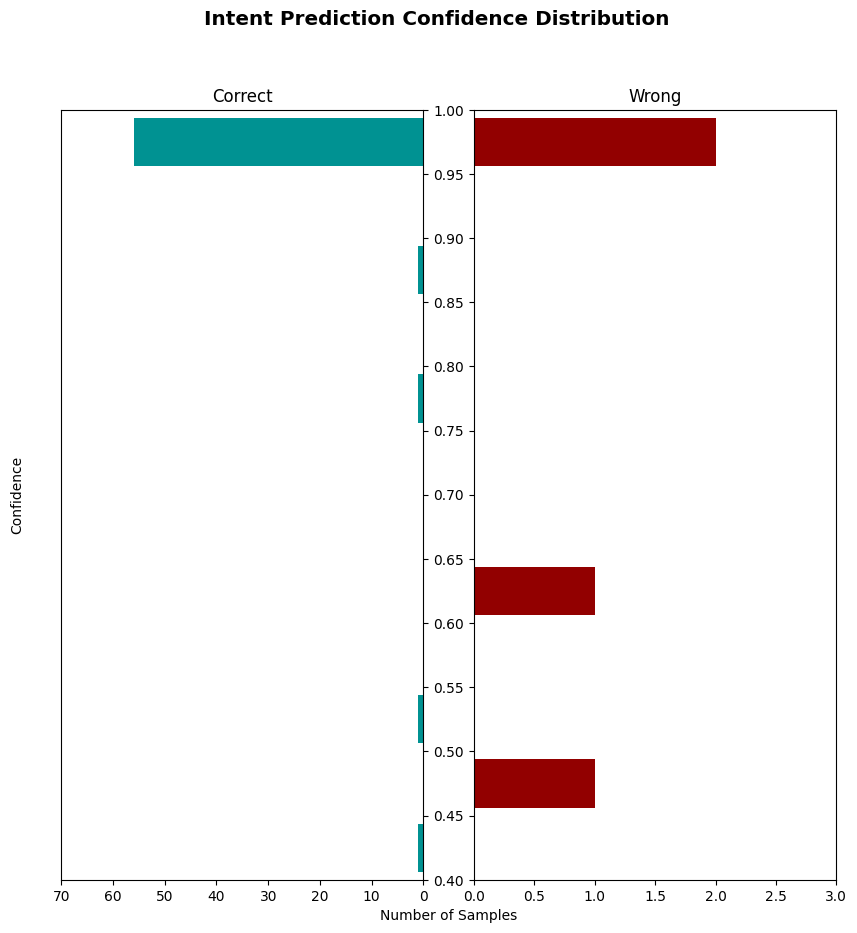 Intent Prediction Confidence Distribution
Correct
Wrong
Confidence
1.00
0.95
0.90
0.85
0.80
0.75
0.70
0.65
0.60
0.55
0.50
0.45
0.40
70 60 50 40 30 20 10 0
0.0 0.5 1.0 1.5 2.0 2.5 3.0
Number of Samples